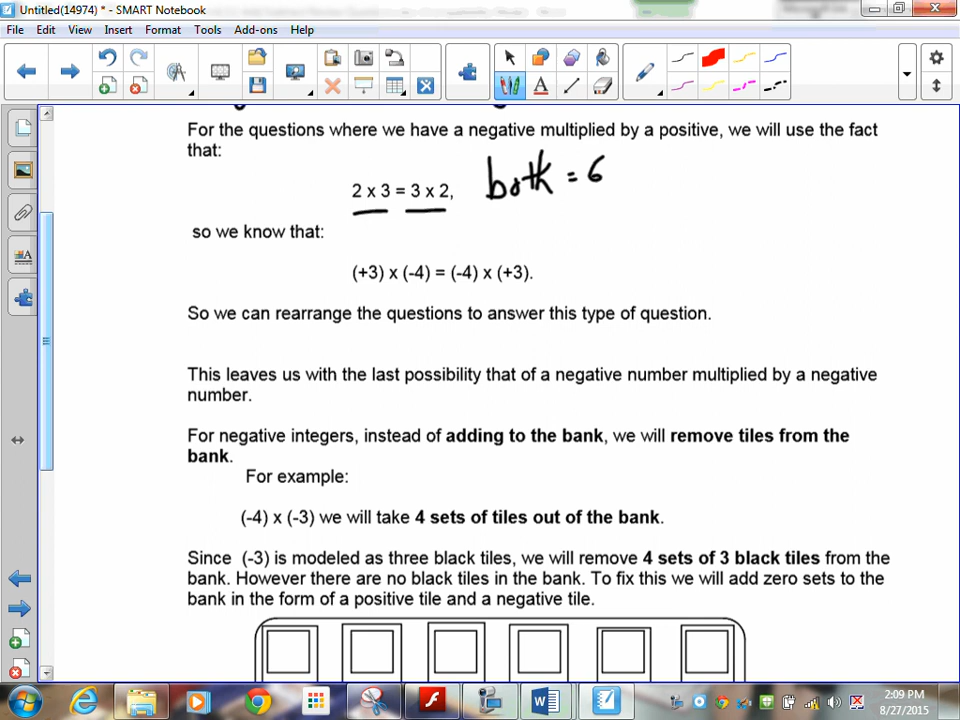 Untitled(14974) * - SMART Notebook
File Edit View Insert Format Tools Add-ons Help
For the questions where we have a negative multiplied by a positive, we will use the fact
that:
2 x 3 = 3 x 2, both = 6
so we know that:
(+3) x (-4) = (-4) x (+3).
So we can rearrange the questions to answer this type of question.
This leaves us with the last possibility that of a negative number multiplied by a negative
number.
For negative integers, instead of adding to the bank, we will remove tiles from the
bank.
For example:
(-4) x (-3) we will take 4 sets of tiles out of the bank.
Since (-3) is modeled as three black tiles, we will remove 4 sets of 3 black tiles from the
bank. However there are no black tiles in the bank. To fix this we will add zero sets to the
bank in the form of a positive tile and a negative tile.
2:09 PM
8/27/2015